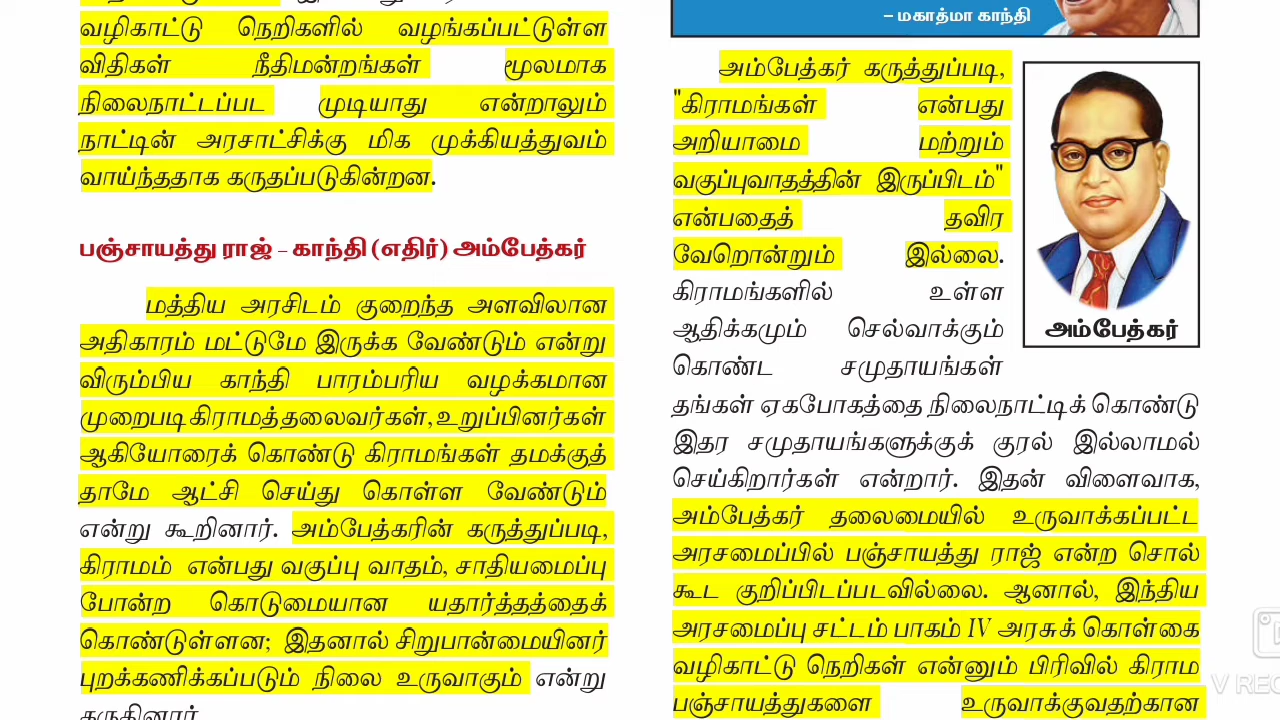 வழிகாட்டு நெறிகளில் வழங்கப்பட்டுள்ள
விதிகள் நீதிமன்றங்கள் மூலமாக
நிலைநாட்டப்பட முடியாது என்றாலும்
நாட்டின் அரசாட்சிக்கு மிக முக்கியத்துவம்
வாய்ந்ததாக கருதப்படுகின்றன.
பஞ்சாயத்து ராஜ் – காந்தி (எதிர்) அம்பேத்கர்
மத்திய அரசிடம் குறைந்த அளவிலான
அதிகாரம் மட்டுமே இருக்க வேண்டும் என்று
விரும்பிய காந்தி பாரம்பரிய வழக்கமான
முறைபடி கிராமத்தலைவர்கள், உறுப்பினர்கள்
ஆகியோரைக் கொண்டு கிராமங்கள் தமக்குத்
தாமே ஆட்சி செய்து கொள்ள வேண்டும்
என்று கூறினார். அம்பேத்கரின் கருத்துப்படி,
கிராமம் என்பது வகுப்பு வாதம், சாதியமைப்பு
போன்ற கொடுமையான யதார்த்தத்தைக்
கொண்டுள்ளன; இதனால் சிறுபான்மையினர்
புறக்கணிக்கப்படும் நிலை உருவாகும் என்று
கருதினார்.
– மகாத்மா காந்தி
அம்பேத்கர் கருத்துப்படி,
"கிராமங்கள் என்பது
அறியாமை மற்றும்
வகுப்புவாதத்தின் இருப்பிடம்"
என்பதைத் தவிர
வேறொன்றும் இல்லை.
கிராமங்களில் உள்ள
ஆதிக்கமும் செல்வாக்கும்
கொண்ட சமுதாயங்கள்
தங்கள் ஏகபோகத்தை நிலைநாட்டிக் கொண்டு
இதர சமுதாயங்களுக்குக் குரல் இல்லாமல்
செய்கிறார்கள் என்றார். இதன் விளைவாக,
அம்பேத்கர் தலைமையில் உருவாக்கப்பட்ட
அரசமைப்பில் பஞ்சாயத்து ராஜ் என்ற சொல்
கூட குறிப்பிடப்படவில்லை. ஆனால், இந்திய
அரசமைப்பு சட்டம் பாகம் IV அரசுக் கொள்கை
வழிகாட்டு நெறிகள் என்னும் பிரிவில் கிராம
பஞ்சாயத்துகளை உருவாக்குவதற்கான
அம்பேத்கர்
V REC